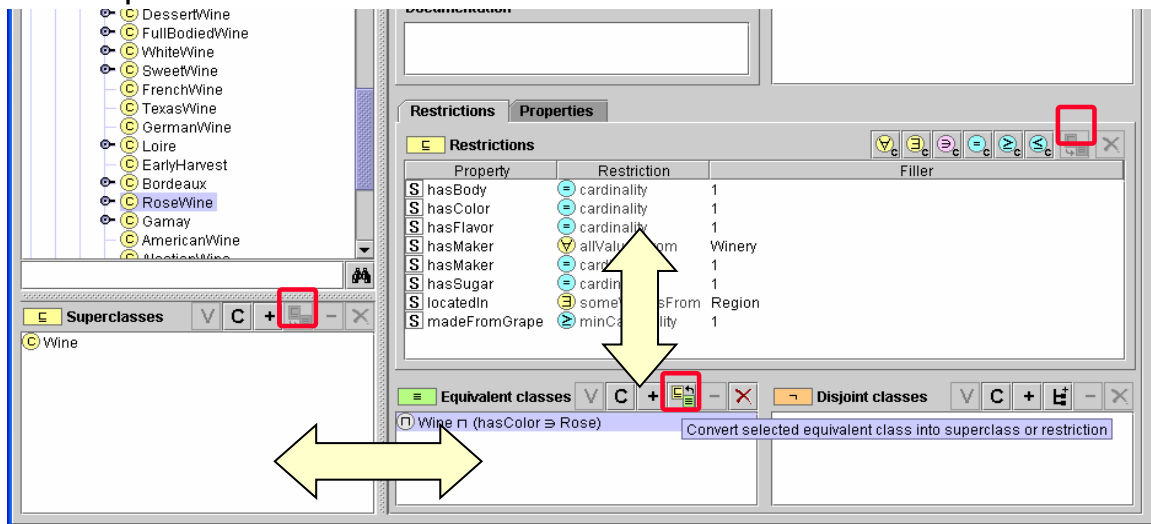 Documentation
DessertWine
FullBodiedWine
WhiteWine
SweetWine
FrenchWine
TexasWine
GermanWine
Loire
EarlyHarvest
Bordeaux
RoseWine
Gamay
AmericanWine
⊑ Superclasses V C + −
Wine
Restrictions Properties
⊑ Restrictions
Property Restriction Filler
S hasBody = cardinality 1
S hasColor = cardinality 1
S hasFlavor = cardinality 1
S hasMaker ∀ Winery
S hasMaker = 1
S hasSugar = 1
S locatedIn ∃ Region
S madeFromGrape ≥ 1
≡ Equivalent classes V C + −
⊓ Wine ⊓ (hasColor ∋ Rose)
¬ Disjoint classes V C + −
Convert selected equivalent class into superclass or restriction